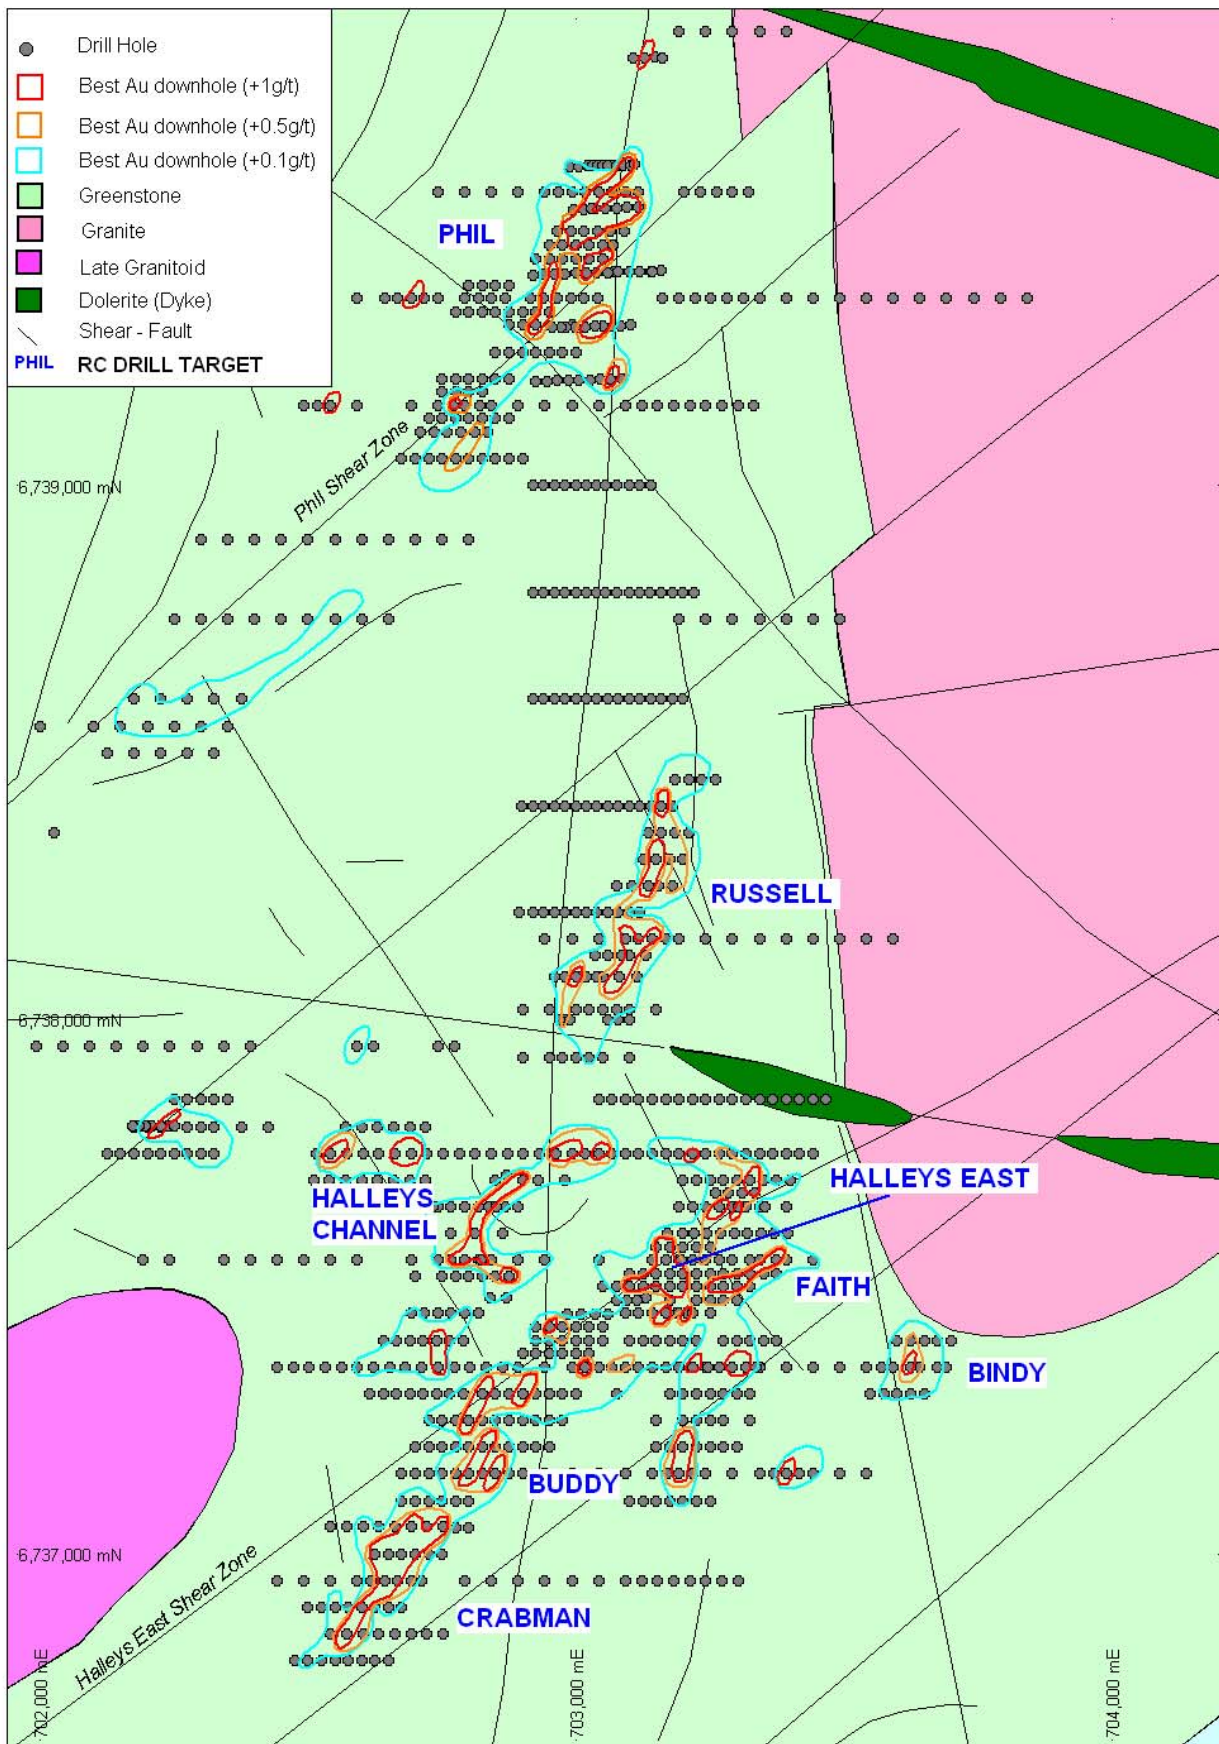 Drill Hole
Best Au downhole (+1g/t)
Best Au downhole (+0.5g/t)
Best Au downhole (+0.1g/t)
Greenstone
Granite
Late Granitoid
Dolerite (Dyke)
Shear - Fault
PHIL RC DRILL TARGET
PHIL
Phil Shear Zone
6,739,000 mN
RUSSELL
6,738,000 mN
HALLEYS EAST
HALLEYS
CHANNEL
FAITH
BINDY
BUDDY
6,737,000 mN
CRABMAN
Halleys East Shear Zone
702,000 mE
703,000 mE
704,000 mE